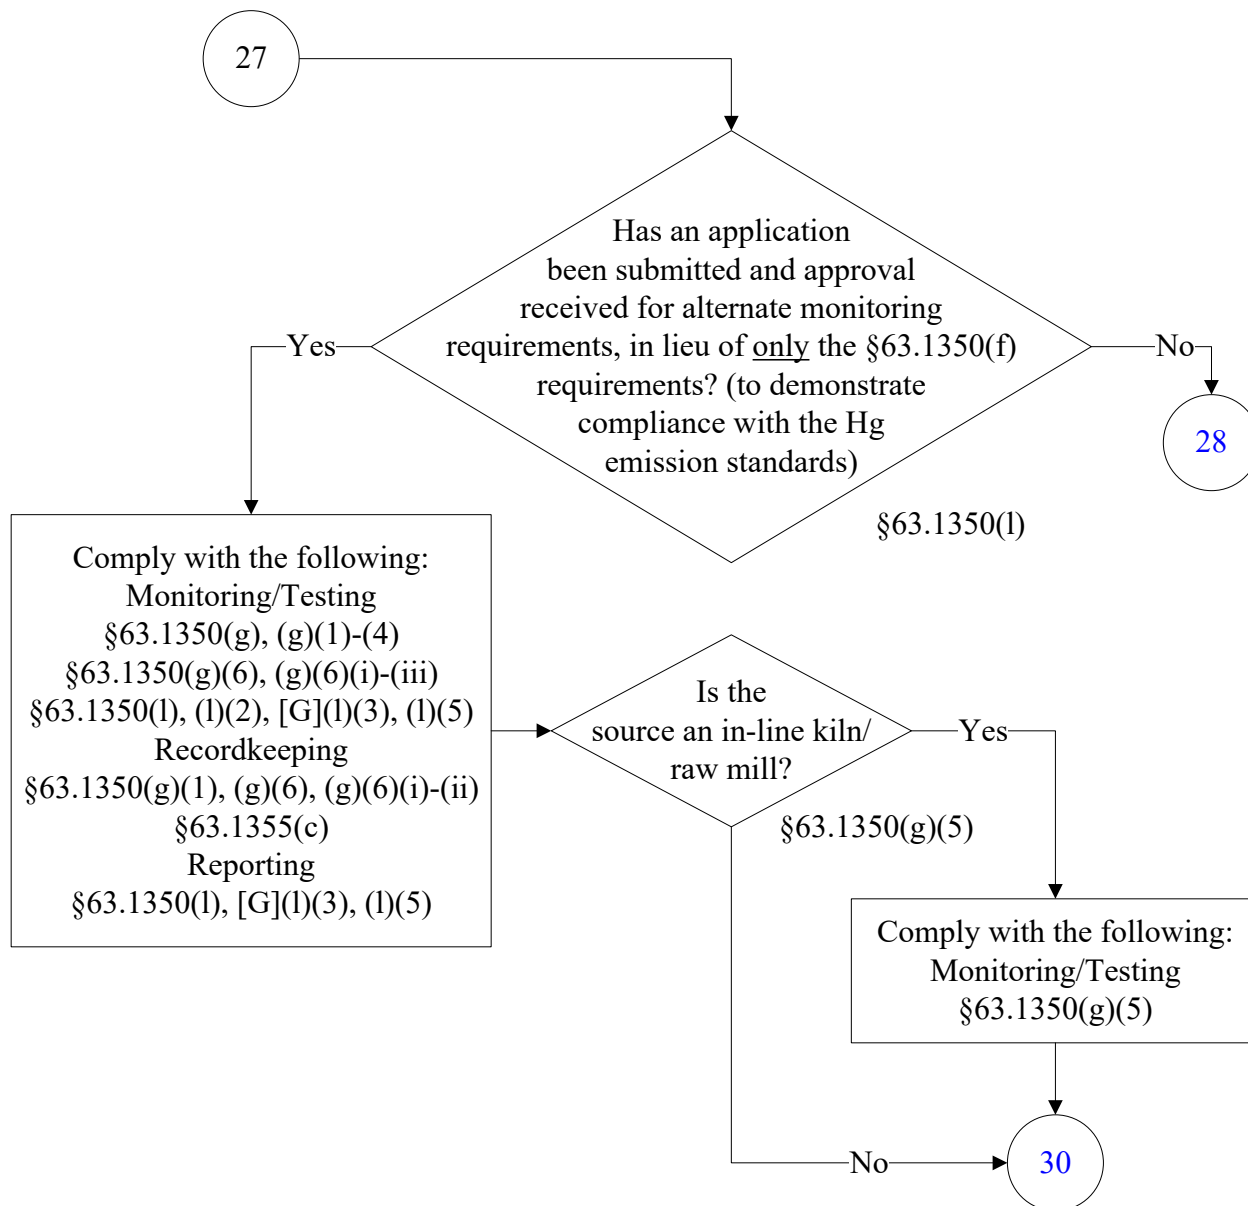 27
Has an application
been submitted and approval
received for alternate monitoring
requirements, in lieu of only the §63.1350(f)
requirements? (to demonstrate
compliance with the Hg
emission standards)
Yes
No
28
§63.1350(l)
Comply with the following:
Monitoring/Testing
§63.1350(g), (g)(1)-(4)
§63.1350(g)(6), (g)(6)(i)-(iii)
§63.1350(l), (l)(2), [G](l)(3), (l)(5)
Recordkeeping
§63.1350(g)(1), (g)(6), (g)(6)(i)-(ii)
§63.1355(c)
Reporting
§63.1350(l), [G](l)(3), (l)(5)
Is the
source an in-line kiln/
raw mill?
Yes
§63.1350(g)(5)
Comply with the following:
Monitoring/Testing
§63.1350(g)(5)
No
30